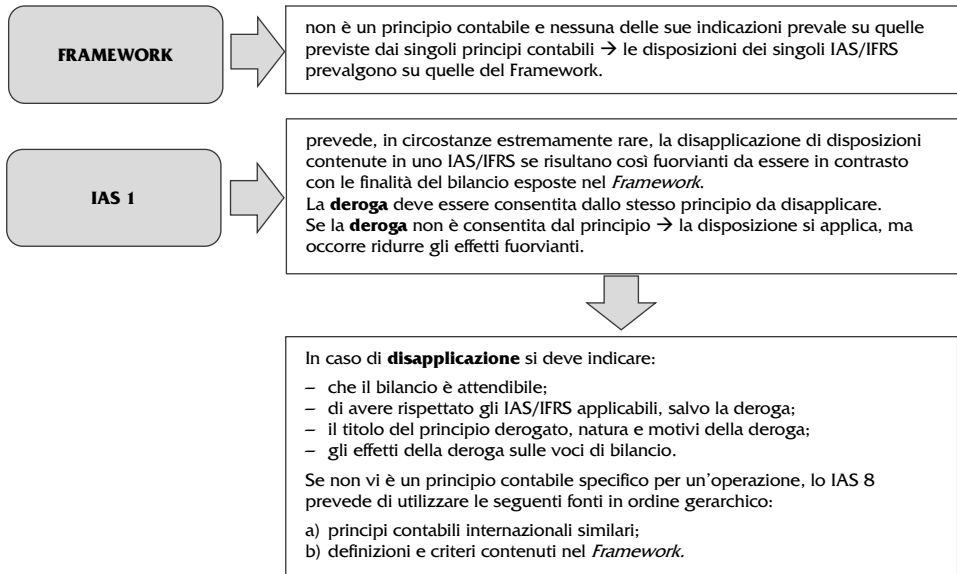 FRAMEWORK
non è un principio contabile e nessuna delle sue indicazioni prevale su quelle
previste dai singoli principi contabili → le disposizioni dei singoli IAS/IFRS
prevalgono su quelle del Framework.
IAS 1
prevede, in circostanze estremamente rare, la disapplicazione di disposizioni
contenute in uno IAS/IFRS se risultano così fuorvianti da essere in contrasto
con le finalità del bilancio esposte nel Framework.
La deroga deve essere consentita dallo stesso principio da disapplicare.
Se la deroga non è consentita dal principio → la disposizione si applica, ma
occorre ridurre gli effetti fuorvianti.
In caso di disapplicazione si deve indicare:
– che il bilancio è attendibile;
– di avere rispettato gli IAS/IFRS applicabili, salvo la deroga;
– il titolo del principio derogato, natura e motivi della deroga;
– gli effetti della deroga sulle voci di bilancio.
Se non vi è un principio contabile specifico per un'operazione, lo IAS 8
prevede di utilizzare le seguenti fonti in ordine gerarchico:
a) principi contabili internazionali similari;
b) definizioni e criteri contenuti nel Framework.